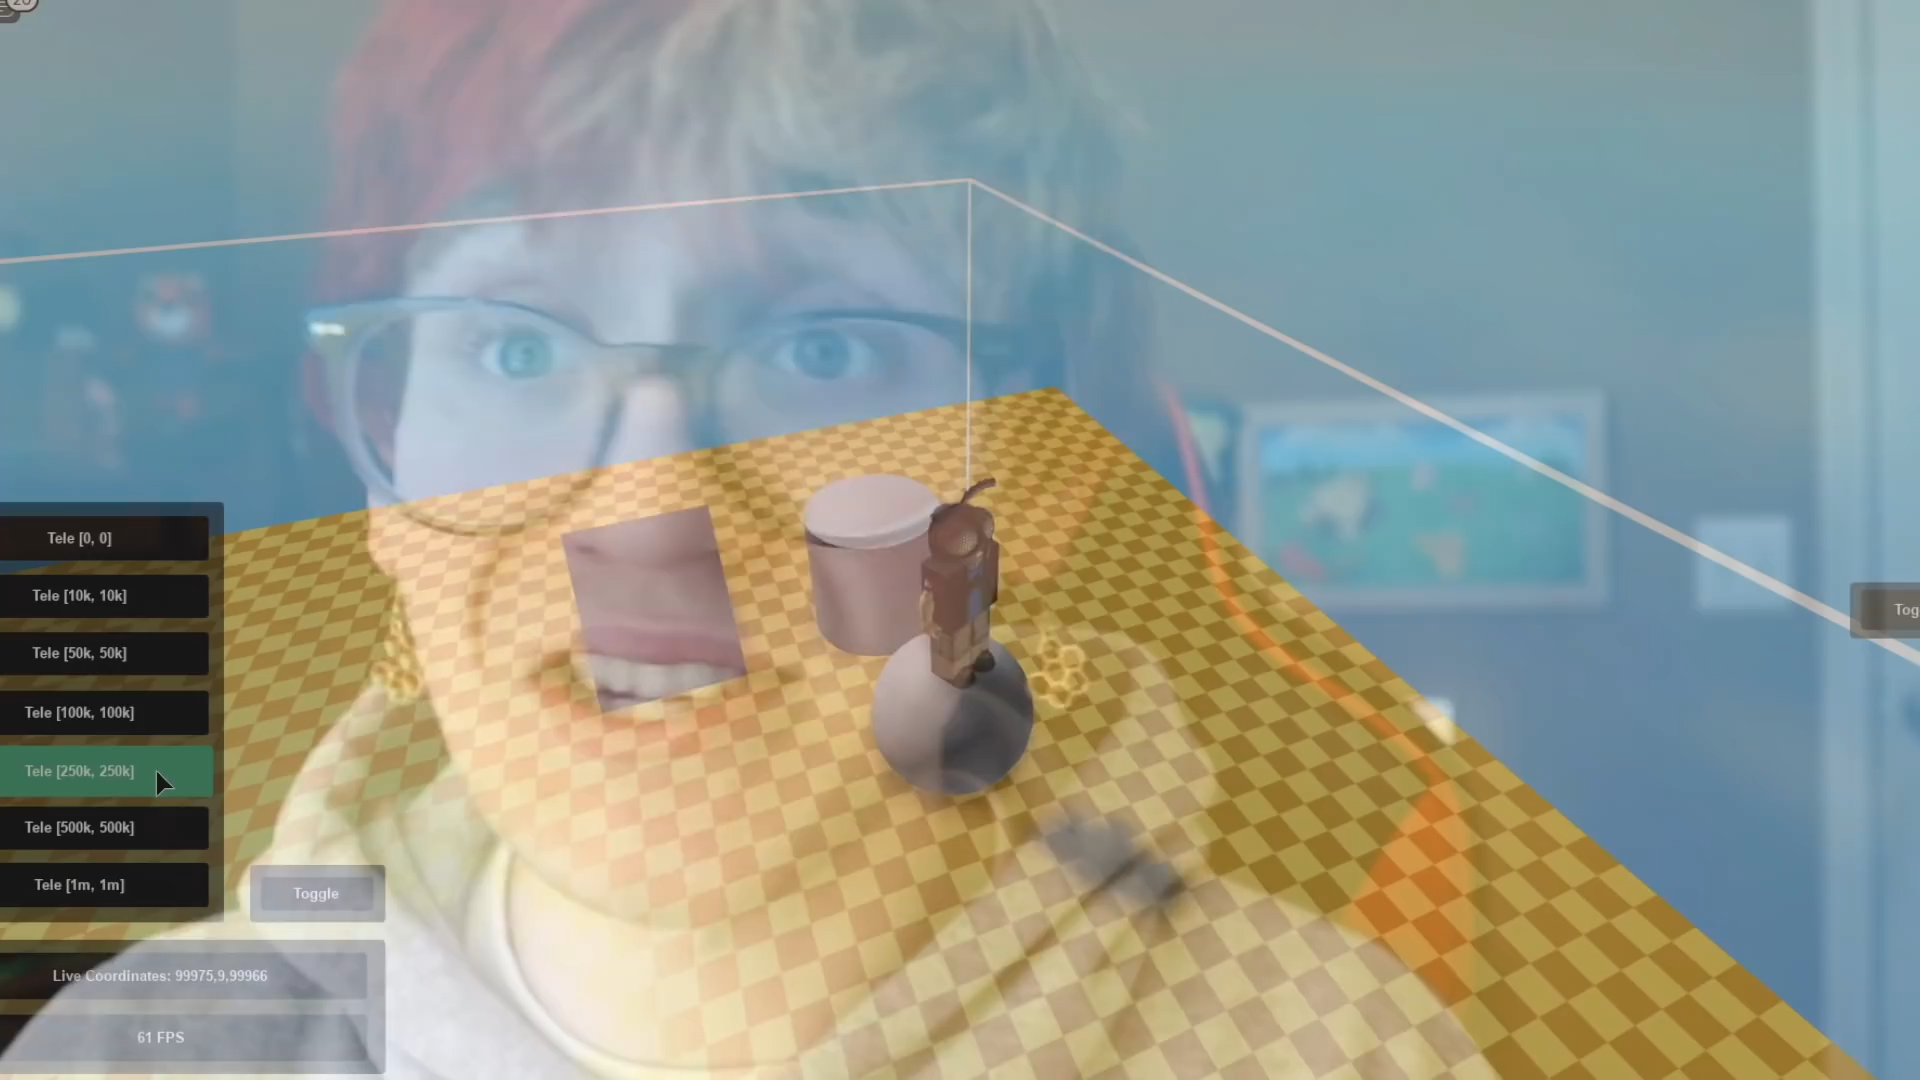 20
Tele [0, 0]
Tele [10k, 10k]
Tele [50k, 50k]
Tele [100k, 100k]
Tele [250k, 250k]
Tele [500k, 500k]
Tele [1m, 1m]
Toggle
Live Coordinates: 99975,9,99966
61 FPS
Tog